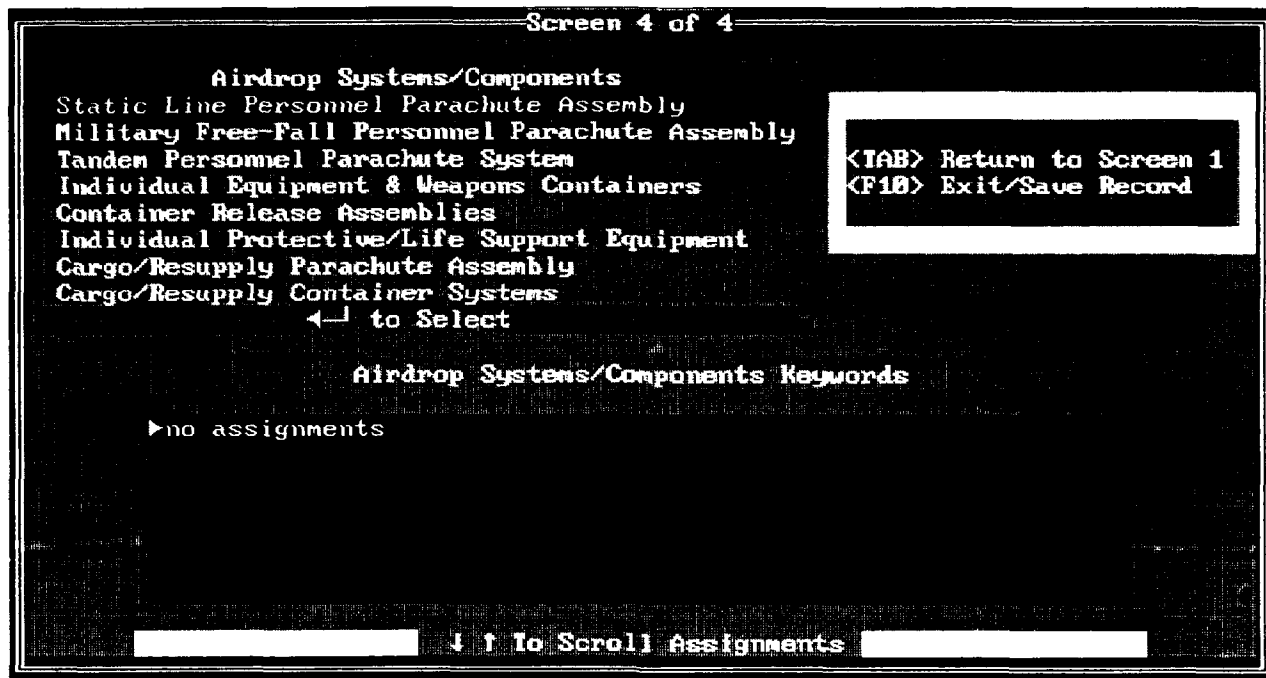 Screen 4 of 4
Airdrop Systems/Components
Static Line Personnel Parachute Assembly
Military Free-Fall Personnel Parachute Assembly
Tandem Personnel Parachute System
Individual Equipment & Weapons Containers
Container Release Assemblies
Individual Protective/Life Support Equipment
Cargo/Resupply Parachute Assembly
Cargo/Resupply Container Systems
◄┘ to Select
<TAB> Return to Screen 1
<F10> Exit/Save Record
Airdrop Systems/Components Keywords
►no assignments
↓ ↑ To Scroll Assignments